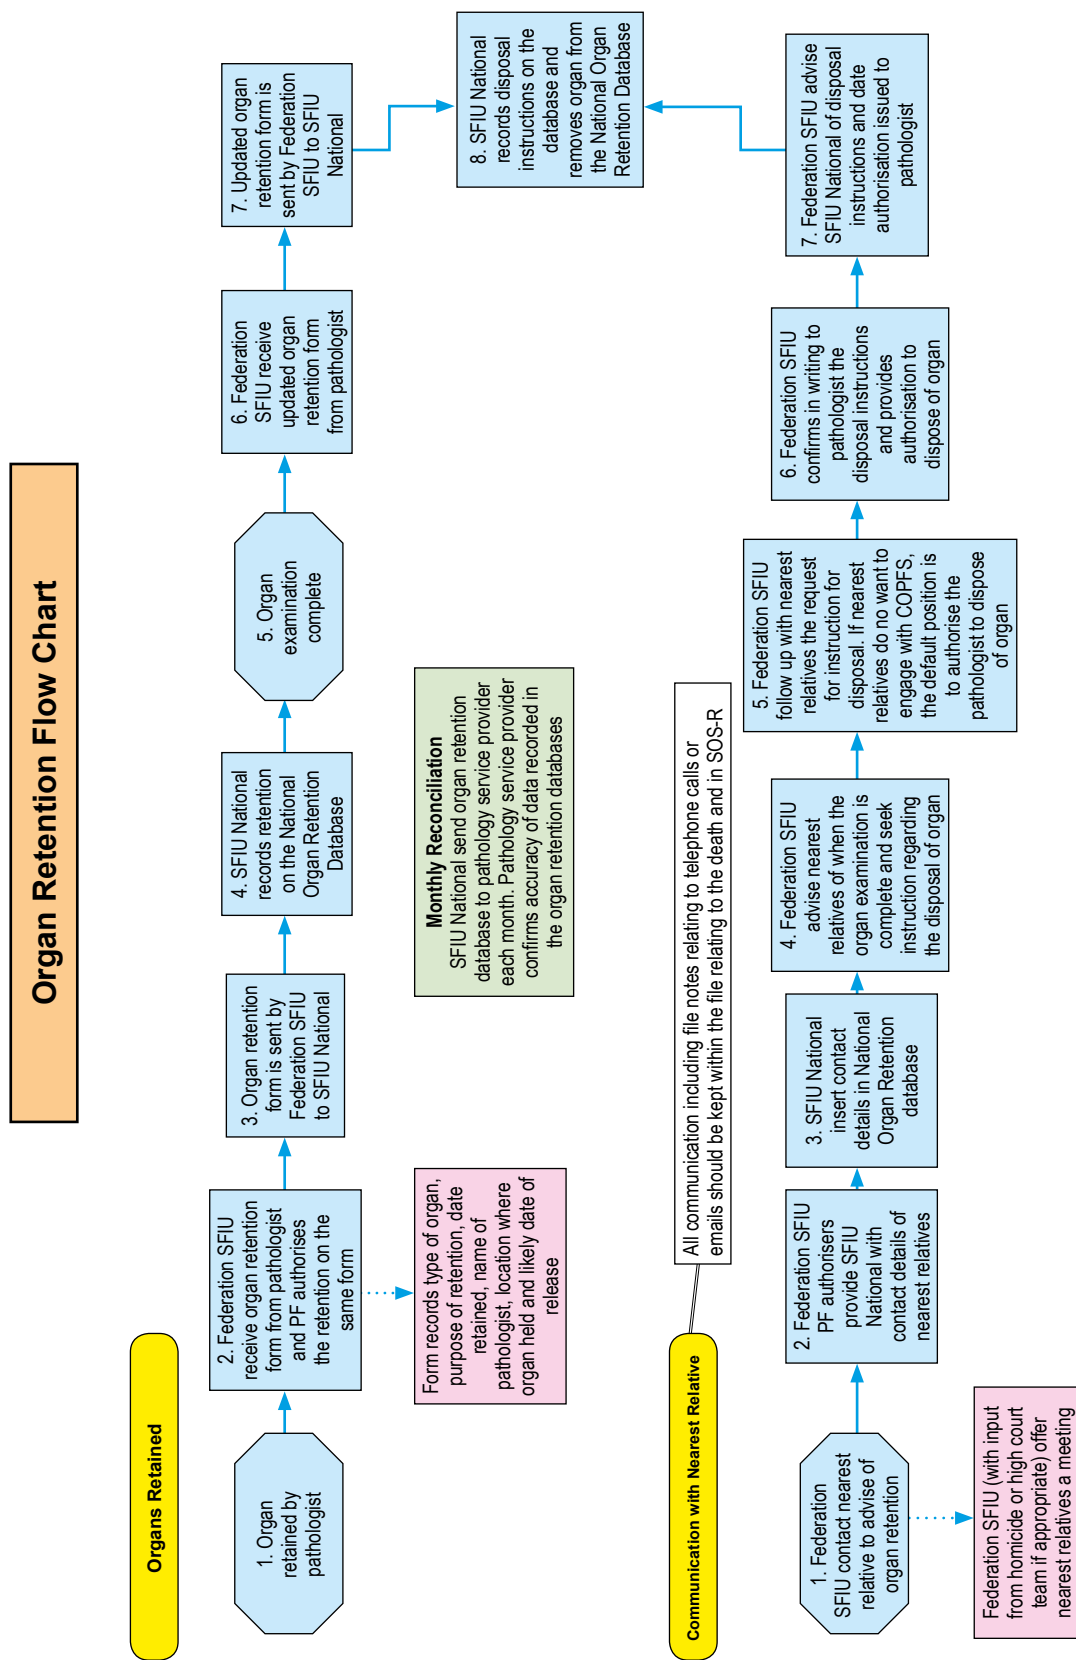 Organ Retention Flow Chart
Organs Retained
1. Organ
retained by
pathologist
2. Federation SFIU
receive organ retention
form from pathologist
and PF authorises
the retention on the
same form
Form records type of organ,
purpose of retention, date
retained, name of
pathologist, location where
organ held and likely date of
release
3. Organ retention
form is sent by
Federation SFIU
to SFIU National
4. SFIU National
records retention
on the National
Organ Retention
Database
5. Organ
examination
complete
6. Federation
SFIU receive
updated organ
retention form
from pathologist
7. Updated organ
retention form is
sent by Federation
SFIU to SFIU
National
Monthly Reconciliation
SFIU National send organ retention
database to pathology service provider
each month. Pathology service provider
confirms accuracy of data recorded in
the organ retention databases
8. SFIU National
records disposal
instructions on the
database and
removes organ from
the National Organ
Retention Database
Communication with Nearest Relative
All communication including file notes relating to telephone calls or
emails should be kept within the file relating to the death and in SOS-R
1. Federation
SFIU contact nearest
relative to advise of
organ retention
Federation SFIU (with input
from homicide or high court
team if appropriate) offer
nearest relatives a meeting
2. Federation SFIU
PF authorisers
provide SFIU
National with
contact details of
nearest relatives
3. SFIU National
insert contact
details in National
Organ Retention
database
4. Federation SFIU
advise nearest
relatives of when the
organ examination is
complete and seek
instruction regarding
the disposal of organ
5. Federation SFIU
follow up with nearest
relatives the request
for instruction for
disposal. If nearest
relatives do no want to
engage with COPFS,
the default position is
to authorise the
pathologist to dispose
of organ
6. Federation SFIU
confirms in writing to
pathologist the
disposal instructions
and provides
authorisation to
dispose of organ
7. Federation SFIU advise
SFIU National of disposal
instructions and date
authorisation issued to
pathologist